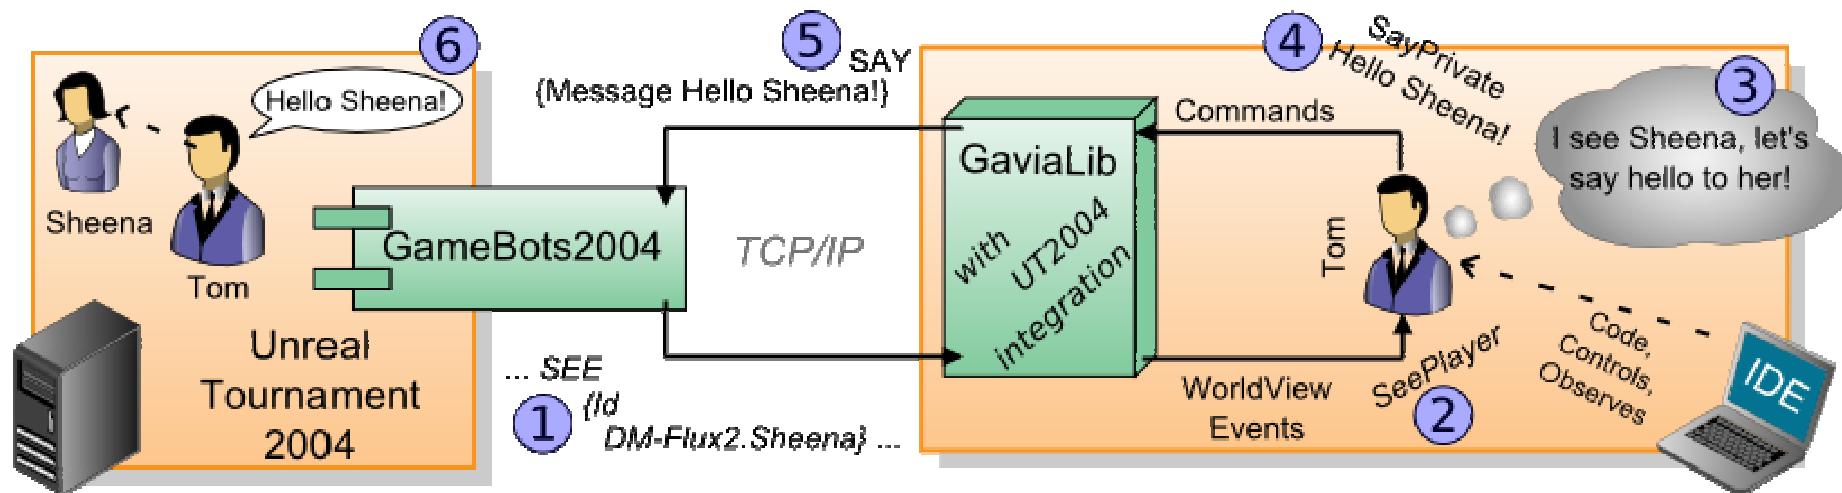 6
Hello Sheena!
Sheena
Tom
GameBots2004
Unreal
Tournament
2004
5
SAY
{Message Hello Sheena!}
TCP/IP
... SEE
1
{Id
DM-Flux2.Sheena} ...
GaviaLib
with
UT2004
integration
Commands
4
SayPrivate
Hello Sheena!
3
I see Sheena, let's
say hello to her!
Tom
WorldView
Events
SeePlayer
2
Code,
Controls,
Observes
IDE